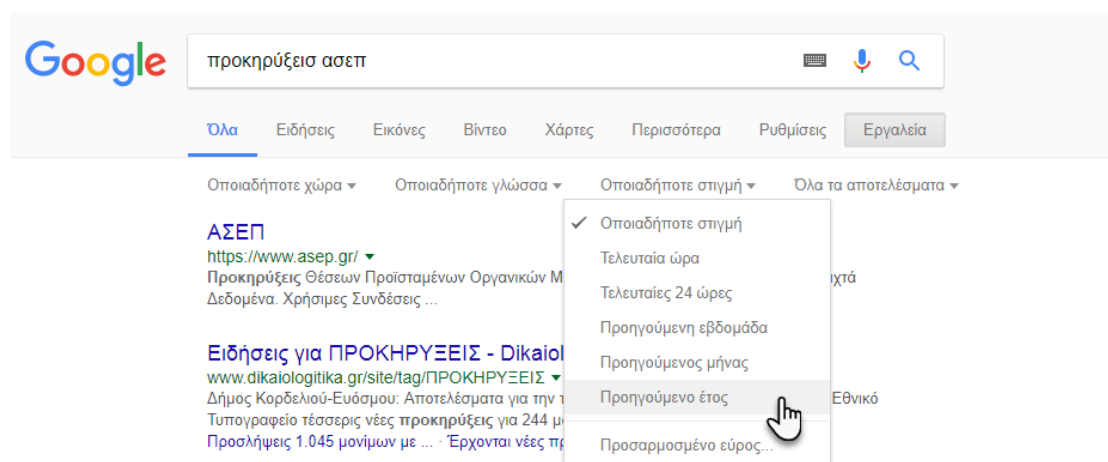 Google
προκηρύξεισ ασεπ
Όλα Ειδήσεις Εικόνες Βίντεο Χάρτες Περισσότερα Ρυθμίσεις Εργαλεία
Οποιαδήποτε χώρα Οποιαδήποτε γλώσσα Οποιαδήποτε στιγμή Όλα τα αποτελέσματα
Οποιαδήποτε στιγμή
Τελευταία ώρα
Τελευταίες 24 ώρες
Προηγούμενη εβδομάδα
Προηγούμενος μήνας
Προηγούμενο έτος
Προσαρμοσμένο εύρος...
ΑΣΕΠ
https://www.asep.gr/
Προκηρύξεις Θέσεων Προϊσταμένων Οργανικών Μ ιχτά
Δεδομένα. Χρήσιμες Συνδέσεις ...
Ειδήσεις για ΠΡΟΚΗΡΥΞΕΙΣ - Dikaiol
www.dikaiologitika.gr/site/tag/ΠΡΟΚΗΡΥΞΕΙΣ
Δήμος Κορδελιού-Ευόσμου: Αποτελέσματα για την Εθνικό
Τυπογραφείο τέσσερις νέες προκηρύξεις για 244 μ
Προσλήψεις 1.045 μονίμων με ... · Έρχονται νέες πρ